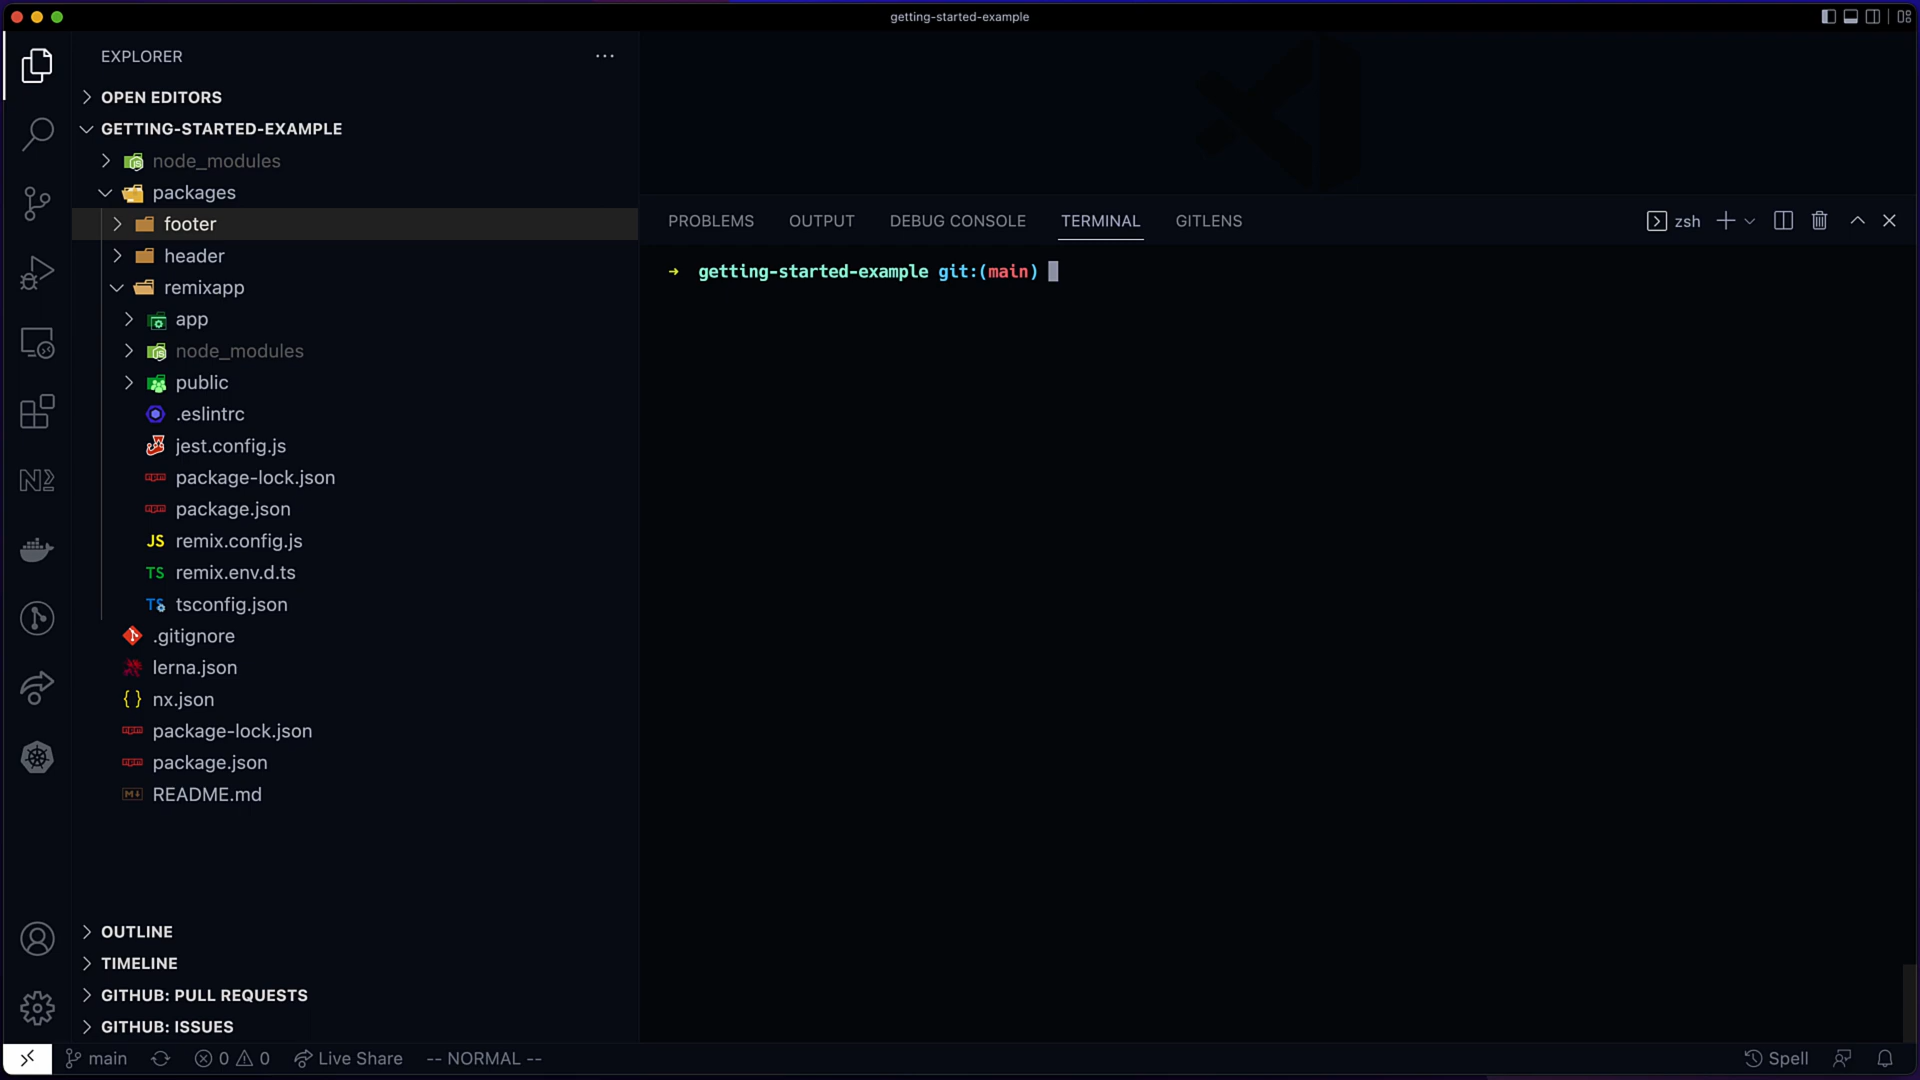 getting-started-example
EXPLORER
OPEN EDITORS
GETTING-STARTED-EXAMPLE
node_modules
packages
footer
header
remixapp
app
node_modules
public
.eslintrc
jest.config.js
package-lock.json
package.json
JS remix.config.js
TS remix.env.d.ts
TS tsconfig.json
.gitignore
lerna.json
{ } nx.json
package-lock.json
package.json
README.md
OUTLINE
TIMELINE
GITHUB: PULL REQUESTS
GITHUB: ISSUES
PROBLEMS OUTPUT DEBUG CONSOLE TERMINAL GITLENS zsh
➜ getting-started-example git:(main)
main 0 0 Live Share -- NORMAL -- Spell